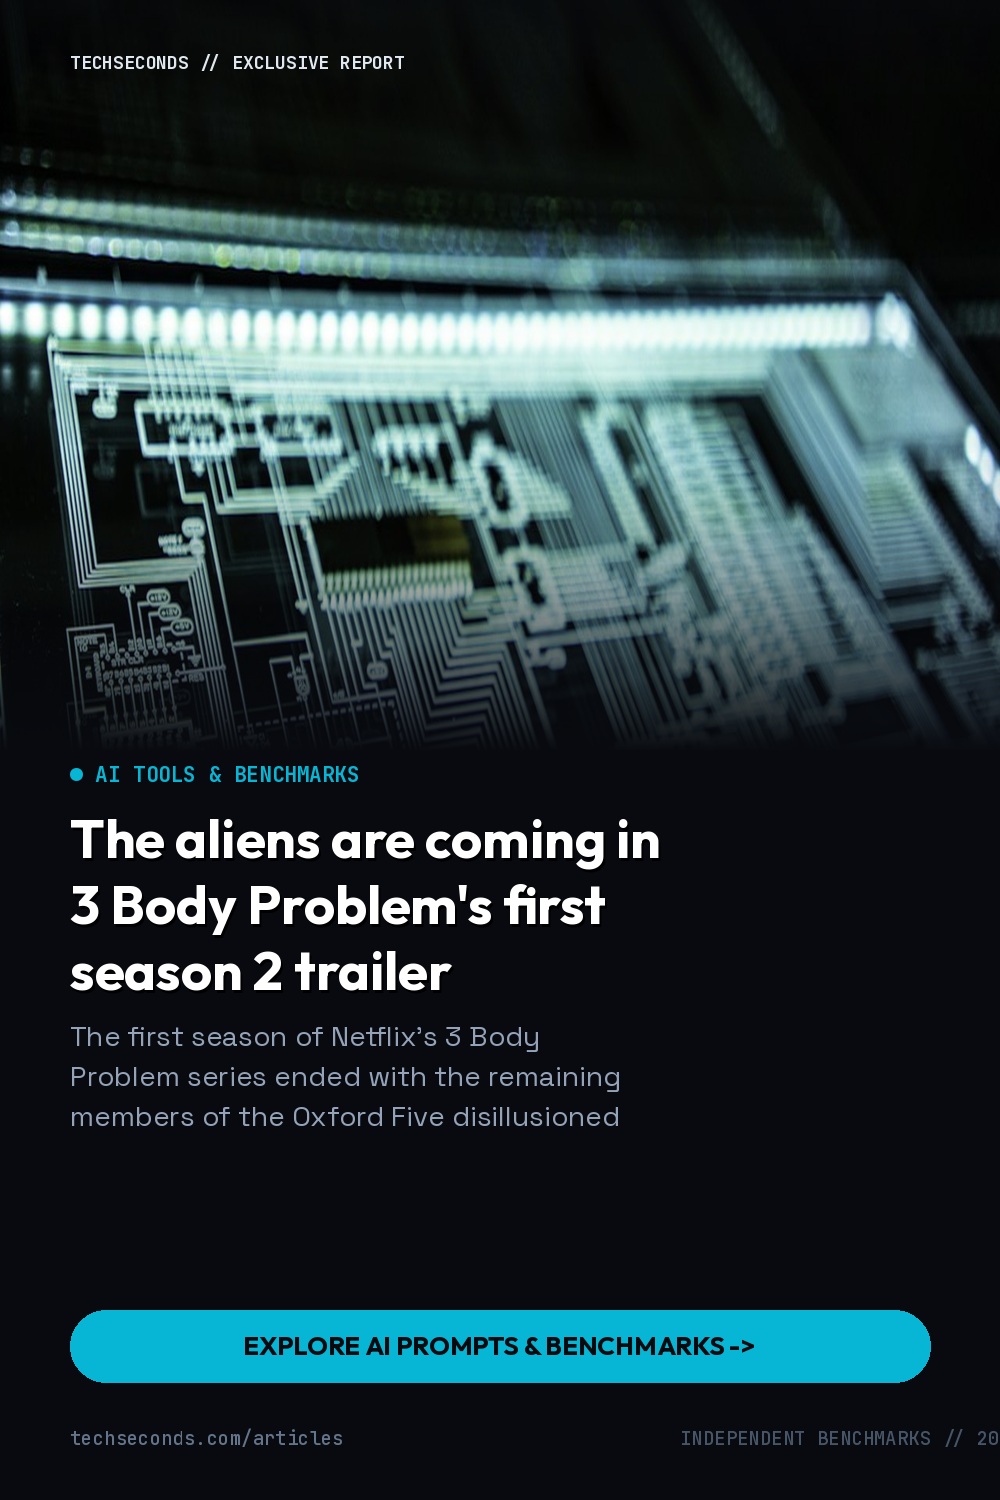 TECHSECONDS // EXCLUSIVE REPORT
AI TOOLS & BENCHMARKS
The aliens are coming in
3 Body Problem's first
season 2 trailer
The first season of Netflix’s 3 Body
Problem series ended with the remaining
members of the Oxford Five disillusioned
EXPLORE AI PROMPTS & BENCHMARKS ->
techseconds.com/articles
INDEPENDENT BENCHMARKS // 20